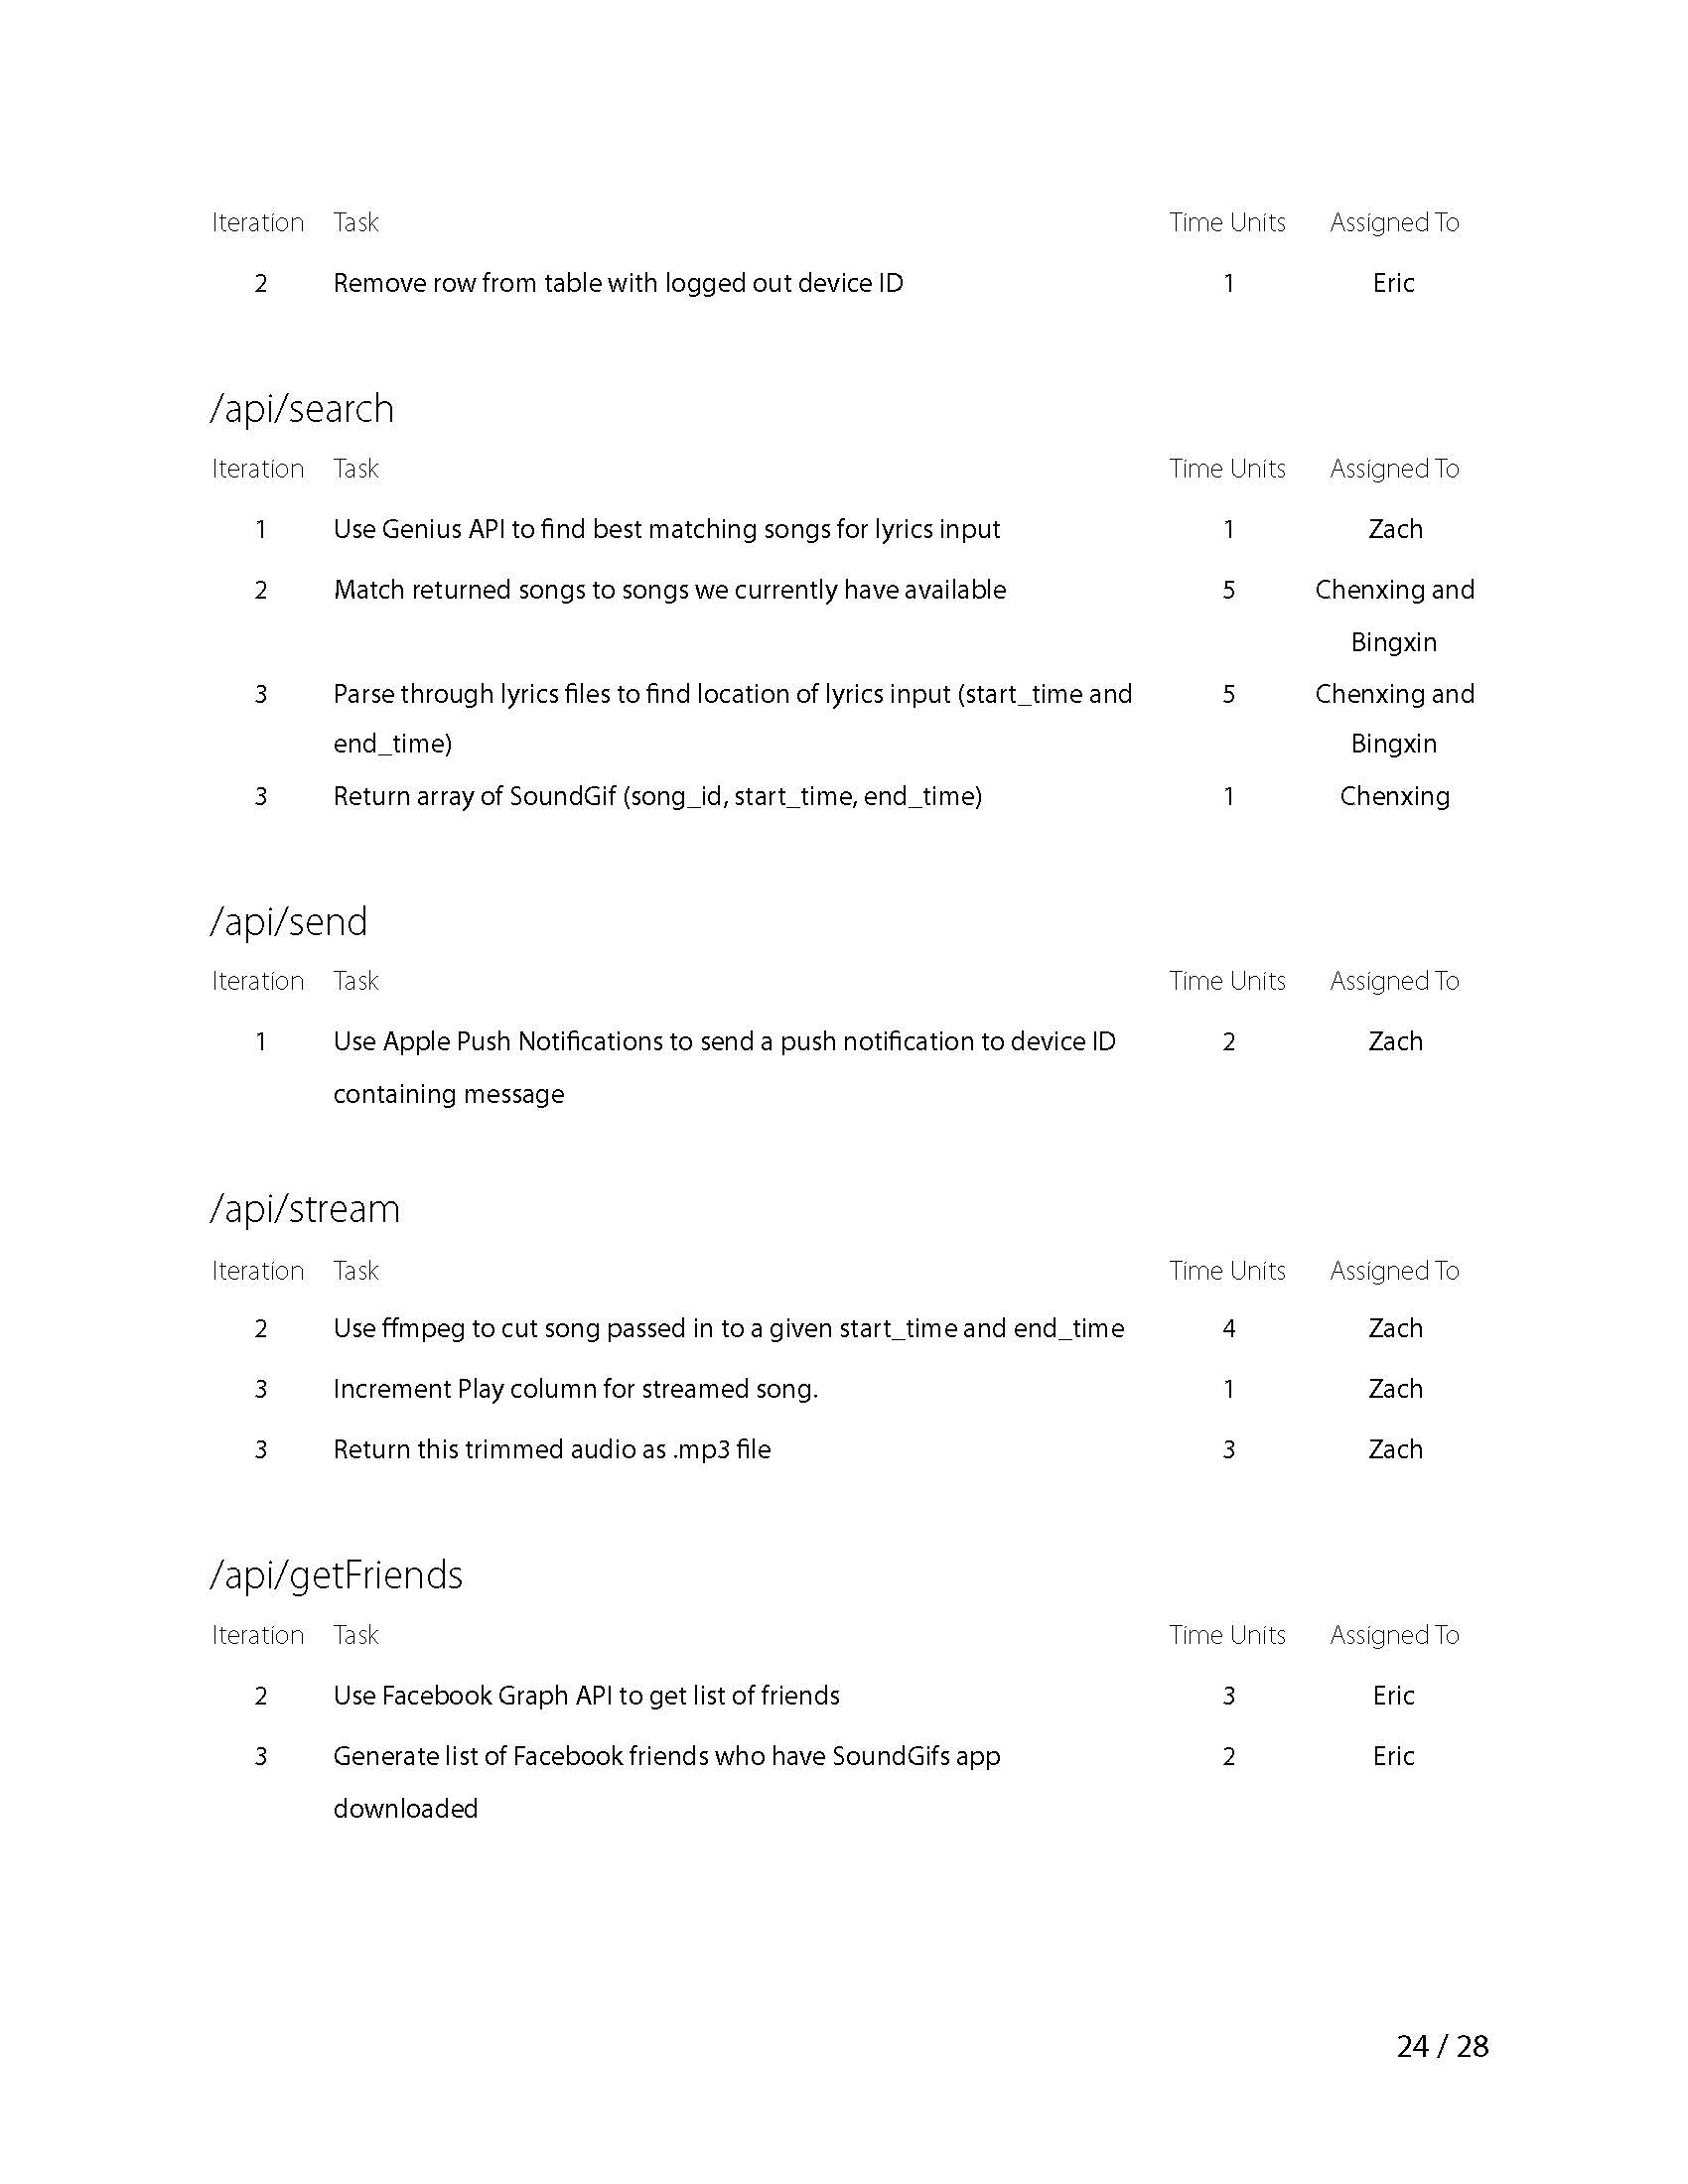 Iteration Task Time Units Assigned To
2 Remove row from table with logged out device ID 1 Eric
/api/search
Iteration Task Time Units Assigned To
1 Use Genius API to find best matching songs for lyrics input 1 Zach
2 Match returned songs to songs we currently have available 5 Chenxing and
Bingxin
3 Parse through lyrics files to find location of lyrics input (start_time and 5 Chenxing and
end_time) Bingxin
3 Return array of SoundGif (song_id, start_time, end_time) 1 Chenxing
/api/send
Iteration Task Time Units Assigned To
1 Use Apple Push Notifications to send a push notification to device ID 2 Zach
containing message
/api/stream
Iteration Task Time Units Assigned To
2 Use ffmpeg to cut song passed in to a given start_time and end_time 4 Zach
3 Increment Play column for streamed song. 1 Zach
3 Return this trimmed audio as .mp3 file 3 Zach
/api/getFriends
Iteration Task Time Units Assigned To
2 Use Facebook Graph API to get list of friends 3 Eric
3 Generate list of Facebook friends who have SoundGifs app 2 Eric
downloaded
24 / 28